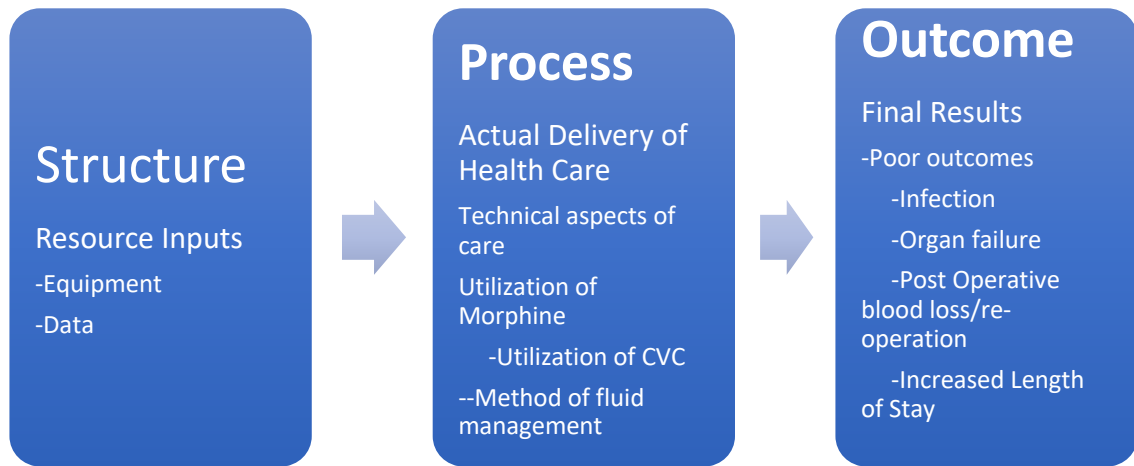 Structure
Resource Inputs
-Equipment
-Data
Process
Actual Delivery of
Health Care
Technical aspects of
care
Utilization of
Morphine
-Utilization of CVC
--Method of fluid
management
Outcome
Final Results
-Poor outcomes
-Infection
-Organ failure
-Post Operative
blood loss/re-
operation
-Increased Length
of Stay